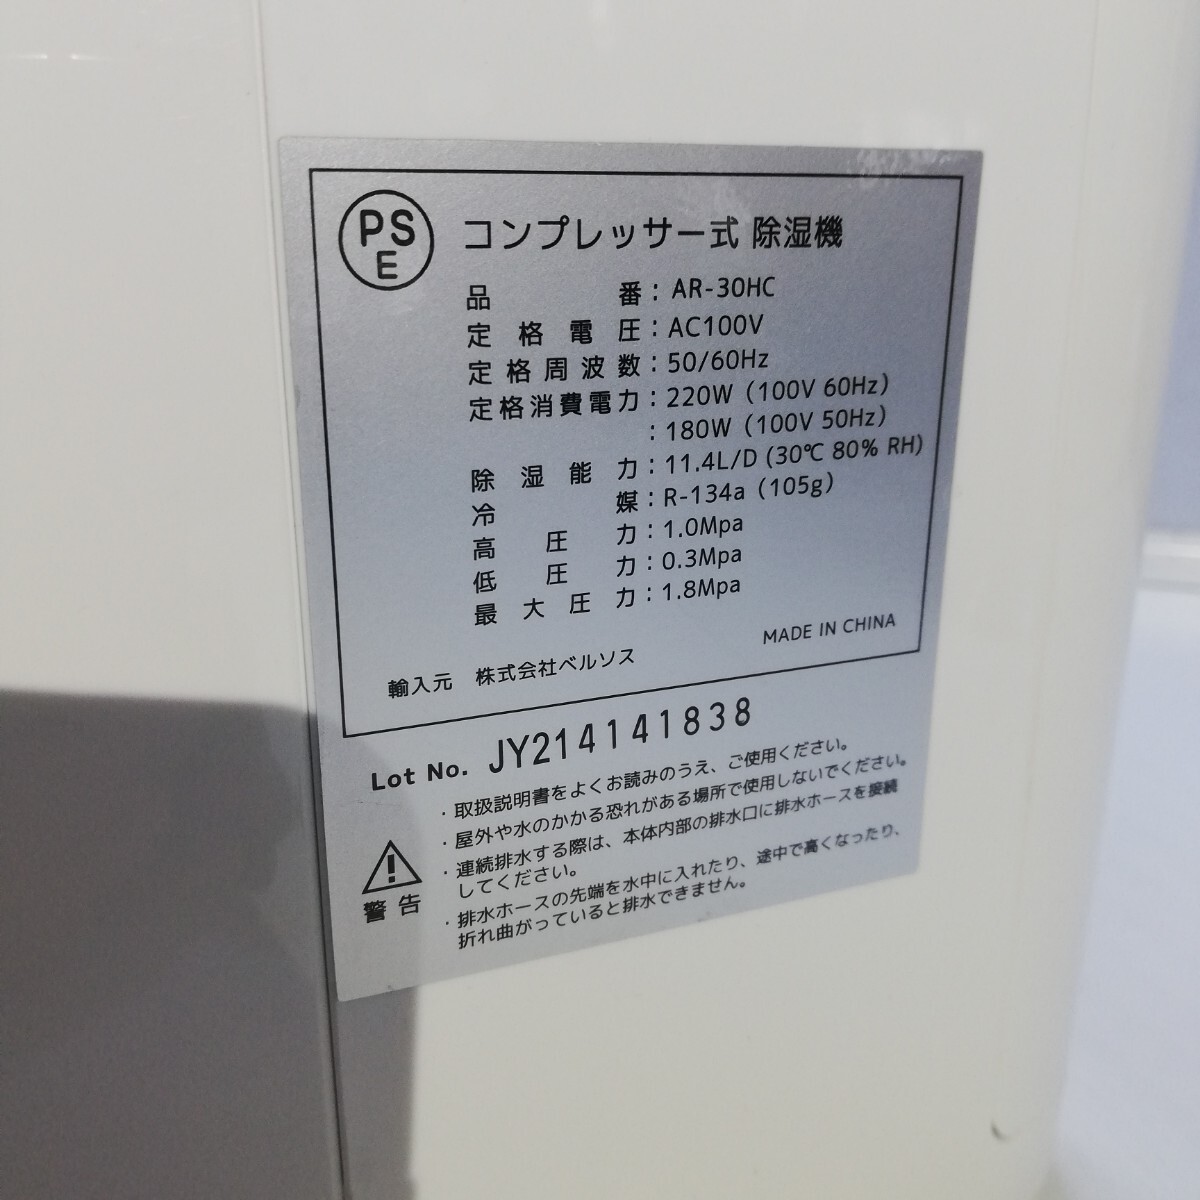 PS
E
コンプレッサー式 除湿機
品番：AR-30HC
定格電圧：AC100V
定格周波数：50/60Hz
定格消費電力：220W（100V 60Hz）
：180W（100V 50Hz）
除湿能力：11.4L/D (30℃ 80% RH)
冷媒：R-134a（105g）
高圧力：1.0Mpa
低圧力：0.3Mpa
最大圧力：1.8Mpa
MADE IN CHINA
輸入元 株式会社ベルソス
Lot No. JY214141838
警告
・取扱説明書をよくお読みのうえ、ご使用ください。
・屋外や水のかかる恐れがある場所で使用しないでください。
・連続排水する際は、本体内部の排水口に排水ホースを接続
してください。
・排水ホースの先端を水中に入れたり、途中で高くなったり、
折れ曲がっていると排水できません。